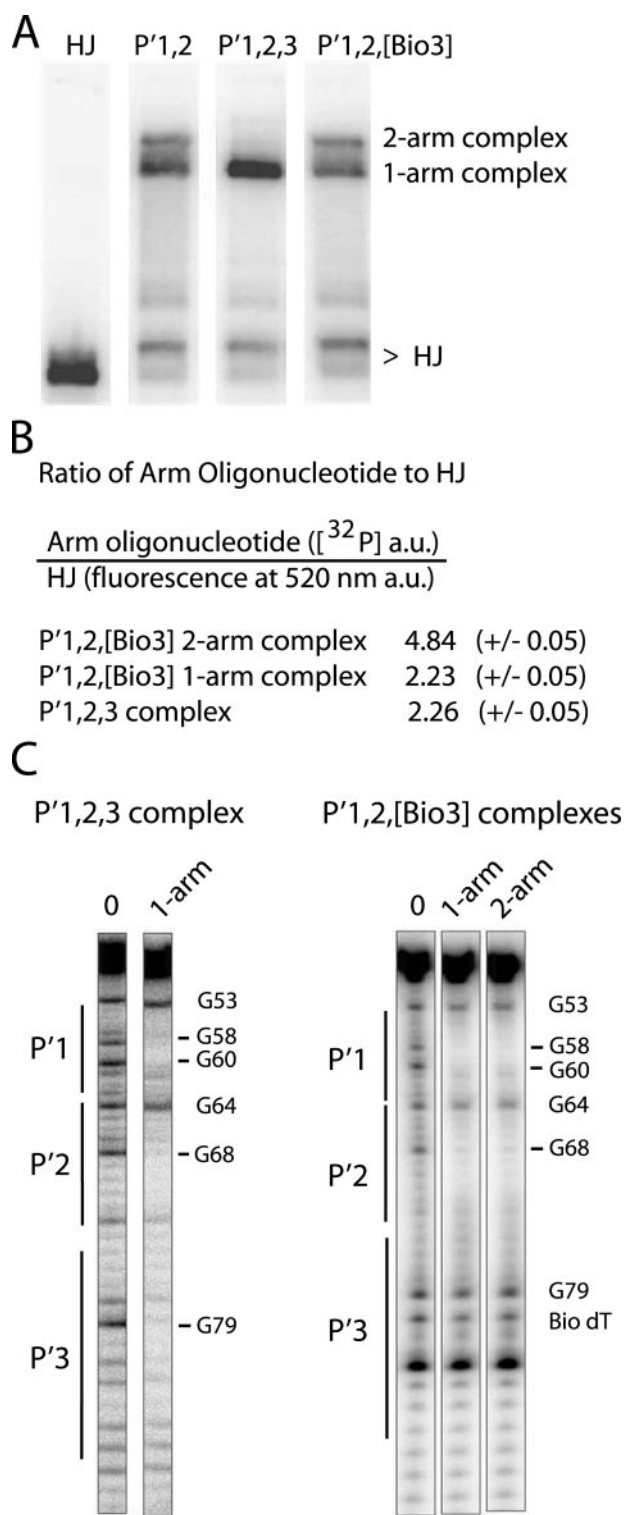 A
HJ P'1,2 P'1,2,3 P'1,2,[Bio3]
2-arm complex
1-arm complex
> HJ
B
Ratio of Arm Oligonucleotide to HJ
Arm oligonucleotide ([32P] a.u.)
HJ (fluorescence at 520 nm a.u.)
P'1,2,[Bio3] 2-arm complex 4.84 (+/- 0.05)
P'1,2,[Bio3] 1-arm complex 2.23 (+/- 0.05)
P'1,2,3 complex 2.26 (+/- 0.05)
C
P'1,2,3 complex P'1,2,[Bio3] complexes
0 1-arm 0 1-arm 2-arm
G53 G53
P'1 G58 P'1 G58
G60 G60
G64 G64
P'2 G68 P'2 G68
P'3 G79 P'3 G79
Bio dT